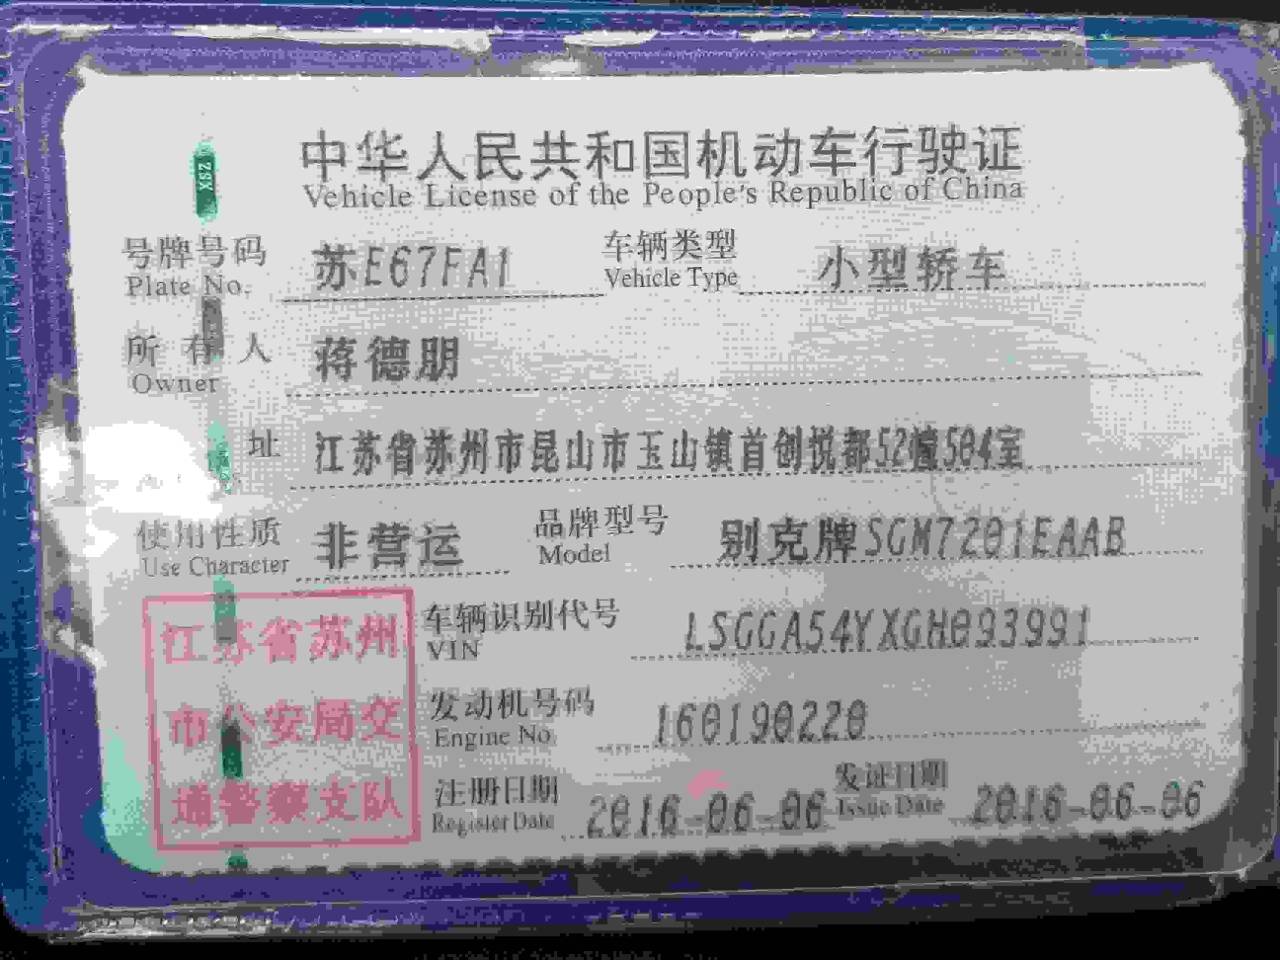 XSZ
中华人民共和国机动车行驶证
Vehicle License of the People's Republic of China
号牌号码 苏E67FA1 车辆类型 小型轿车
Plate No. Vehicle Type
所有人 蒋德朋
Owner
址 江苏省苏州市昆山市玉山镇首创悦都52幢504室
使用性质 非营运 品牌型号 别克牌SGM7201EAAB
Use Character Model
车辆识别代号 LSGGA54YXGH093991
VIN
发动机号码 160190220
Engine No.
注册日期 2016-06-06 发证日期 2016-06-06
Register Date Issue Date
江苏省苏州
市公安局交
通警察支队